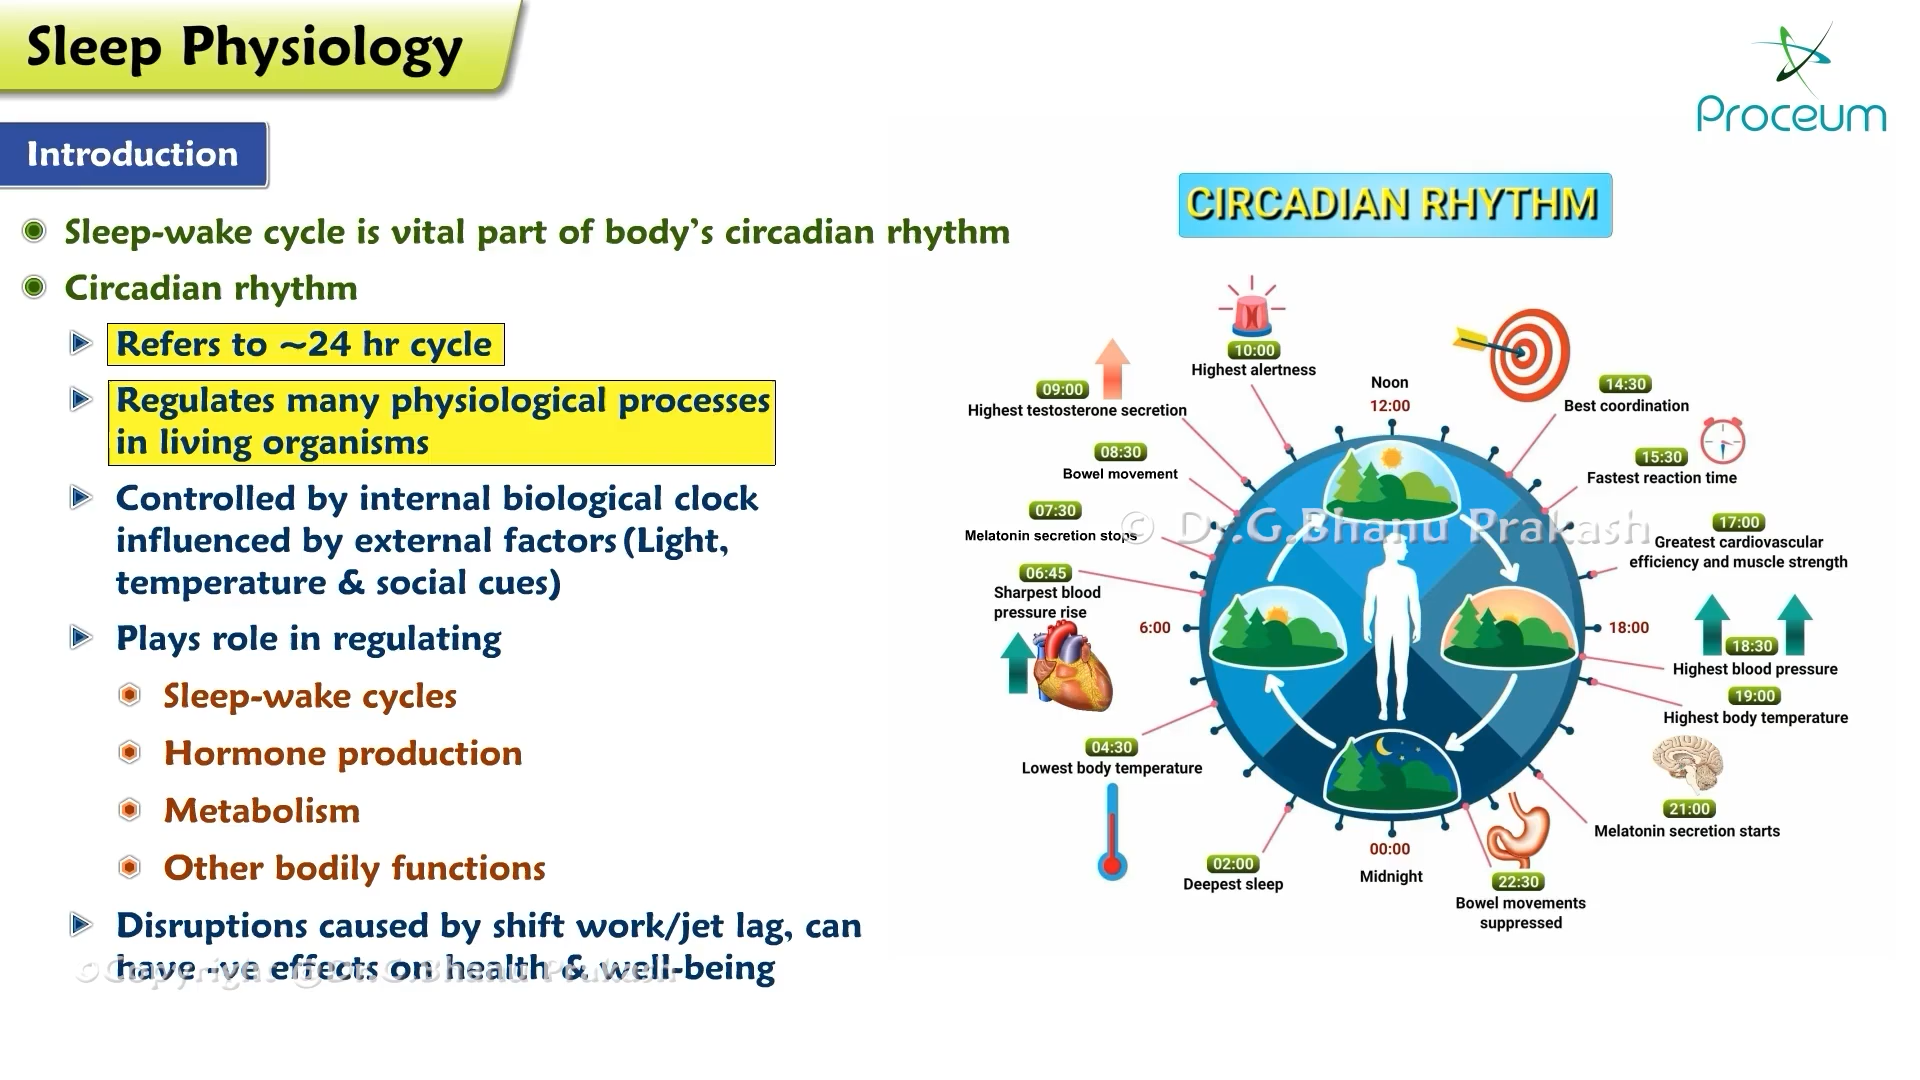 Sleep Physiology
Proceum
Introduction
Sleep-wake cycle is vital part of body's circadian rhythm
Circadian rhythm
Refers to ~24 hr cycle
Regulates many physiological processes
in living organisms
Controlled by internal biological clock
influenced by external factors (Light,
temperature & social cues)
Plays role in regulating
Sleep-wake cycles
Hormone production
Metabolism
Other bodily functions
Disruptions caused by shift work/jet lag, can
have -ve effects on health & well-being
©Copyright @Dr.G.Bhanu Prakash
CIRCADIAN RHYTHM
10:00
Highest alertness
09:00
Highest testosterone secretion
08:30
Bowel movement
07:30
Melatonin secretion stops
06:45
Sharpest blood
pressure rise
6:00
04:30
Lowest body temperature
02:00
Deepest sleep
Noon
12:00
14:30
Best coordination
15:30
Fastest reaction time
17:00
Greatest cardiovascular
efficiency and muscle strength
18:00
18:30
Highest blood pressure
19:00
Highest body temperature
21:00
Melatonin secretion starts
22:30
Bowel movements
suppressed
00:00
Midnight
© Dr.G.Bhanu Prakash